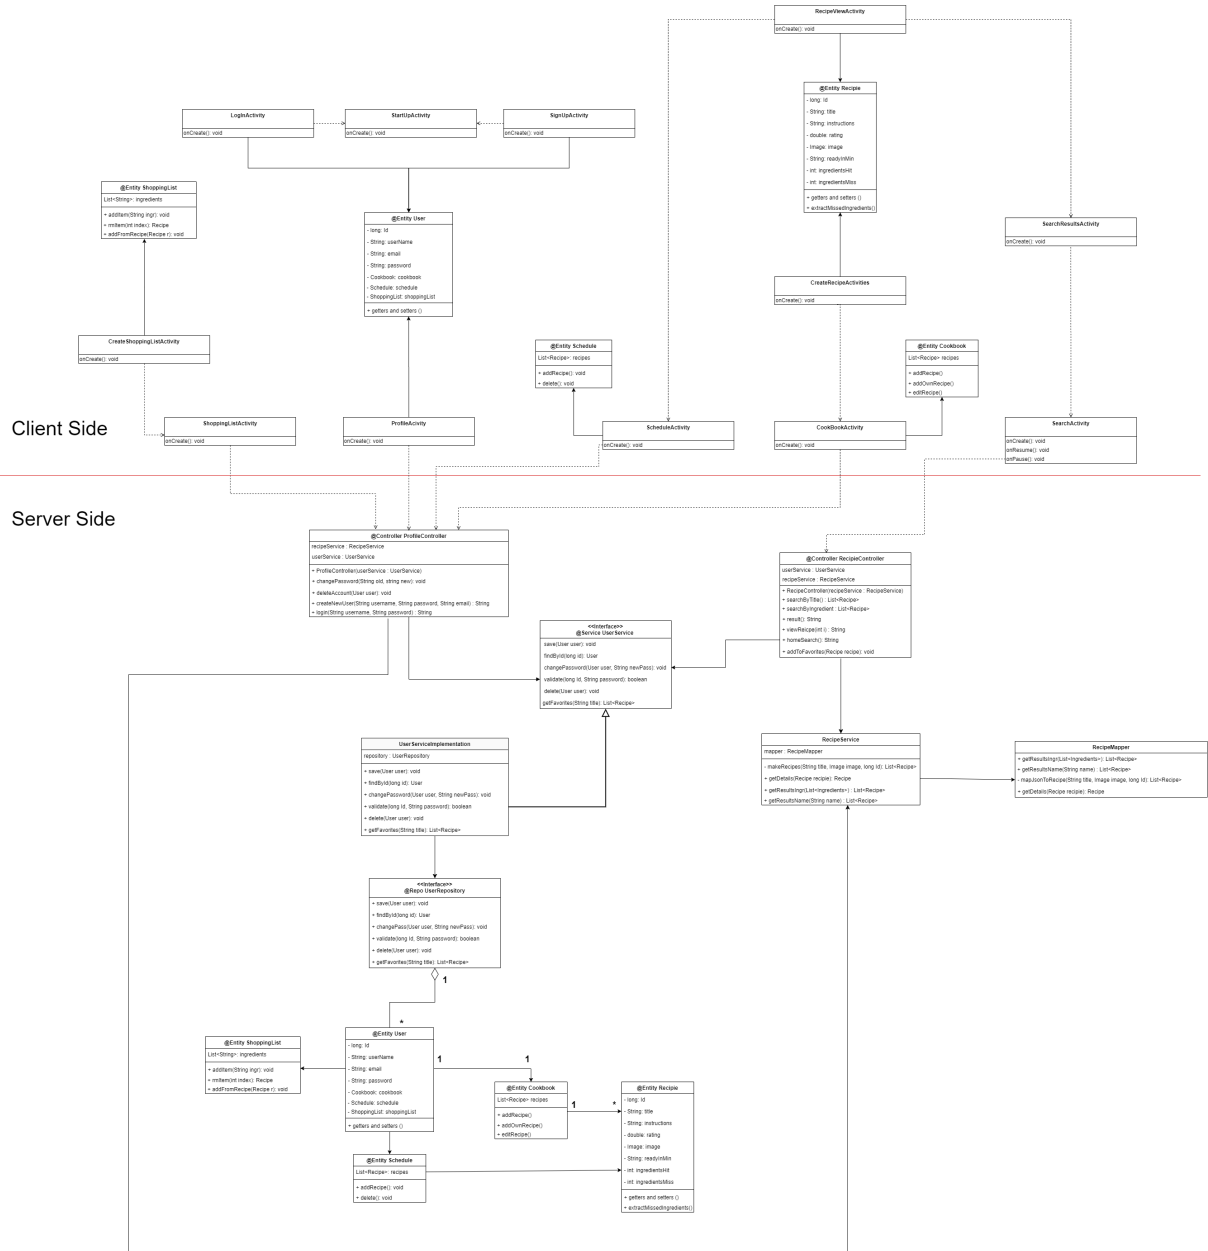 RecipeViewActivity
onCreate(): void
@Entity Recipie
- long: id
- String: title
- String: instructions
- double: rating
- Image: image
- String: readyInMin
- int: ingredientsHit
- int: ingredientsMiss
+ getters and setters ()
+ extractMissedIngredients()
LoginActivity
onCreate(): void
StartUpActivity
onCreate(): void
SignUpActivity
onCreate(): void
@Entity ShoppingList
List<String>: ingredients
+ addItem(String ingr): void
+ rmItem(int index): Recipe
+ addFromRecipe(Recipe r): void
@Entity User
- long: id
- String: userName
- String: email
- String: password
- Cookbook: cookbook
- Schedule: schedule
- ShoppingList: shoppingList
+ getters and setters ()
SearchResultsActivity
onCreate(): void
CreateRecipeActivities
onCreate(): void
CreateShoppingListActivity
onCreate(): void
@Entity Schedule
List<Recipe>: recipes
+ addRecipe(): void
+ delete(): void
@Entity Cookbook
List<Recipe> recipes
+ addRecipe()
+ addOwnRecipe()
+ editRecipe()
Client Side
ShoppingListActivity
onCreate(): void
ProfileAcivity
onCreate(): void
ScheduleActivity
onCreate(): void
CookBookActivity
onCreate(): void
SearchActivity
onCreate(): void
onResume(): void
onPause(): void
Server Side
@Controller ProfileController
recipeService : RecipeService
userService : UserService
+ ProfileController(userService : UserService)
+ changePassword(String old, string new): void
+ deleteAccount(User user): void
+ createNewUser(String username, String password, String email) : String
+ login(String username, String password) : String
@Controller RecipieController
userService : UserService
recipeService : RecipeService
+ RecipeController(recipeService : RecipeService)
+ searchByTitle() : List<Recipe>
+ searchByIngredient : List<Recipe>
+ result(): String
+ viewReicpe(int i) : String
+ homeSearch(): String
+ addToFavorites(Recipe recipe): void
<<Interface>>
@Service UserService
save(User user): void
findById(long id): User
changePassword(User user, String newPass): void
validate(long id, String password): boolean
delete(User user): void
getFavorites(String title): List<Recipe>
UserServiceImplementation
repository : UserRepository
+ save(User user): void
+ findById(long id): User
+ changePassword(User user, String newPass): void
+ validate(long id, String password): boolean
+ delete(User user): void
+ getFavorites(String title): List<Recipe>
RecipeService
mapper : RecipeMapper
- makeRecipes(String title, Image image, long id): List<Recipe>
+ getDetails(Recipe recipie): Recipe
+ getResultsIngr(List<Ingredients>) : List<Recipe>
+ getResultsName(String name) : List<Recipe>
RecipeMapper
+ getResultsIngr(List<Ingredients>) : List<Recipe>
+ getResultsName(String name) : List<Recipe>
- mapJsonToRecipe(String title, Image image, long id): List<Recipe>
+ getDetails(Recipe recipie): Recipe
<<Interface>>
@Repo UserRepository
+ save(User user): void
+ findById(long id): User
+ changePass(User user, String newPass): void
+ validate(long id, String password): boolean
+ delete(User user): void
+ getFavorites(String title): List<Recipe>
1
*
@Entity ShoppingList
List<String>: ingredients
+ addItem(String ingr): void
+ rmItem(int index): Recipe
+ addFromRecipe(Recipe r): void
@Entity User
- long: id
- String: userName
- String: email
- String: password
- Cookbook: cookbook
- Schedule: schedule
- ShoppingList: shoppingList
+ getters and setters ()
1
1
@Entity Cookbook
List<Recipe> recipes
+ addRecipe()
+ addOwnRecipe()
+ editRecipe()
1
*
@Entity Recipie
- long: id
- String: title
- String: instructions
- double: rating
- Image: image
- String: readyInMin
- int: ingredientsHit
- int: ingredientsMiss
+ getters and setters ()
+ extractMissedIngredients()
@Entity Schedule
List<Recipe>: recipes
+ addRecipe(): void
+ delete(): void